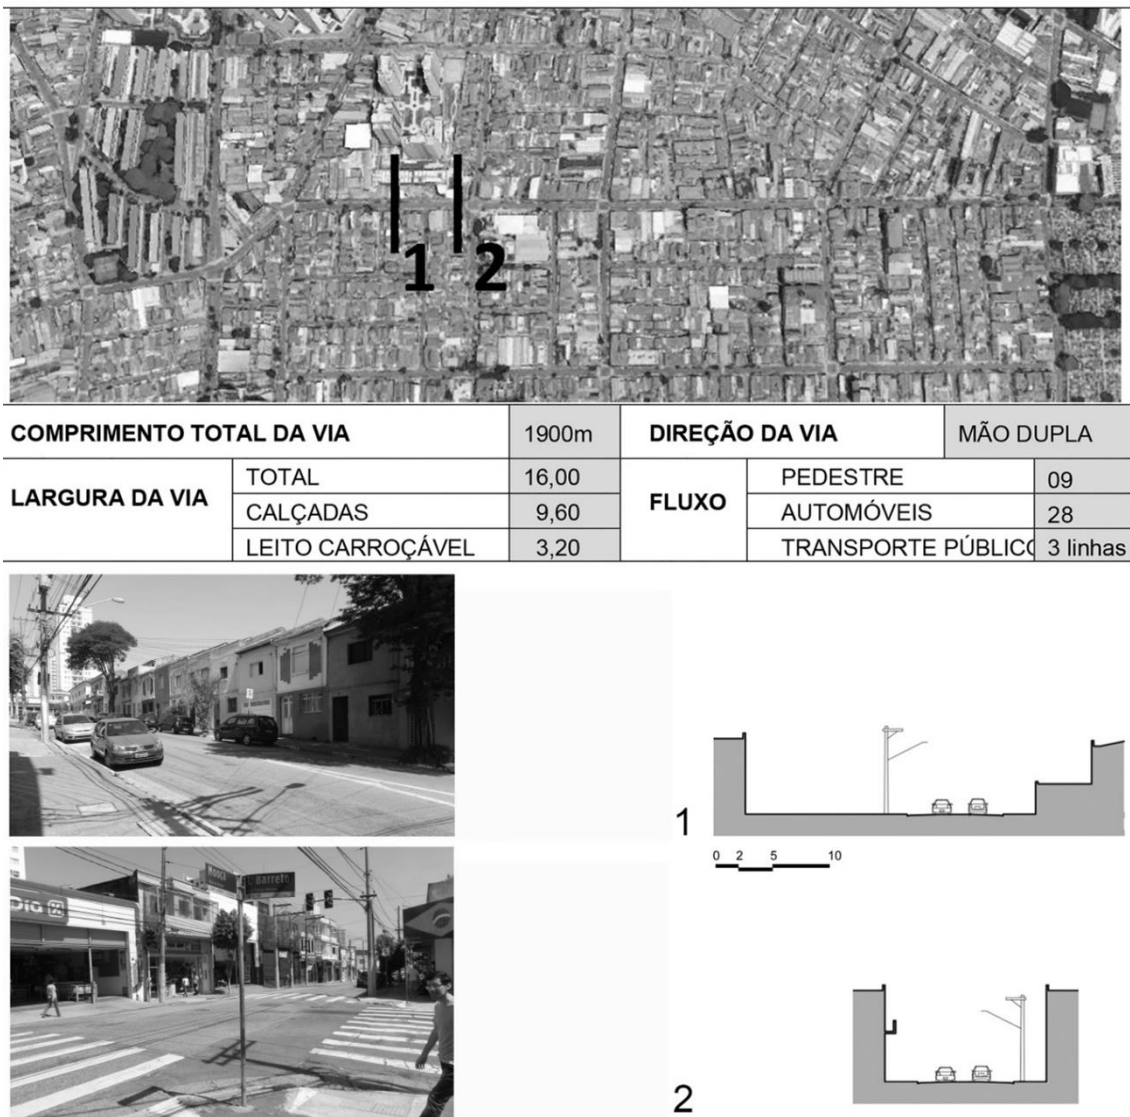 1 2
COMPRIMENTO TOTAL DA VIA 1900m DIREÇÃO DA VIA MÃO DUPLA
LARGURA DA VIA TOTAL 16,00 FLUXO PEDESTRE 09
CALÇADAS 9,60 AUTOMÓVEIS 28
LEITO CARROÇÁVEL 3,20 TRANSPORTE PÚBLICO 3 linhas
1
0 2 5 10
MOOCA
Barreto
2